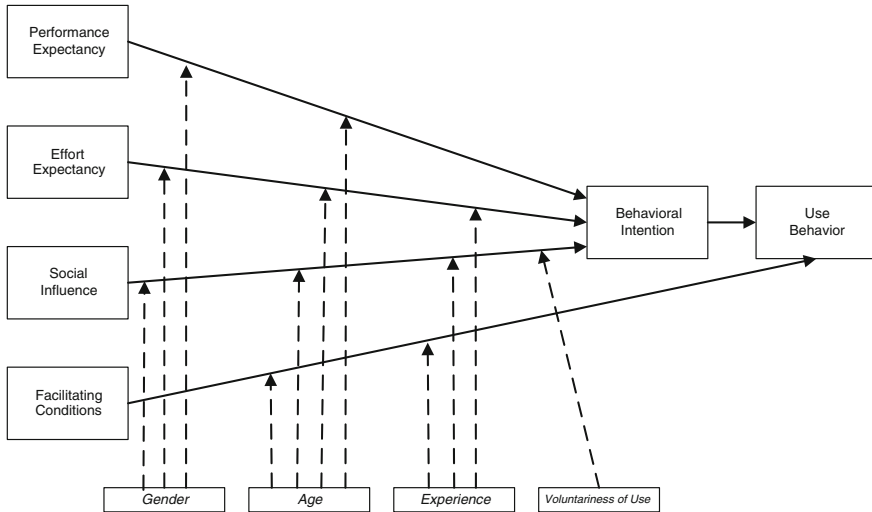 Performance
Expectancy
Effort
Expectancy
Social
Influence
Facilitating
Conditions
Behavioral
Intention
Use
Behavior
Gender
Age
Experience
Voluntariness of Use